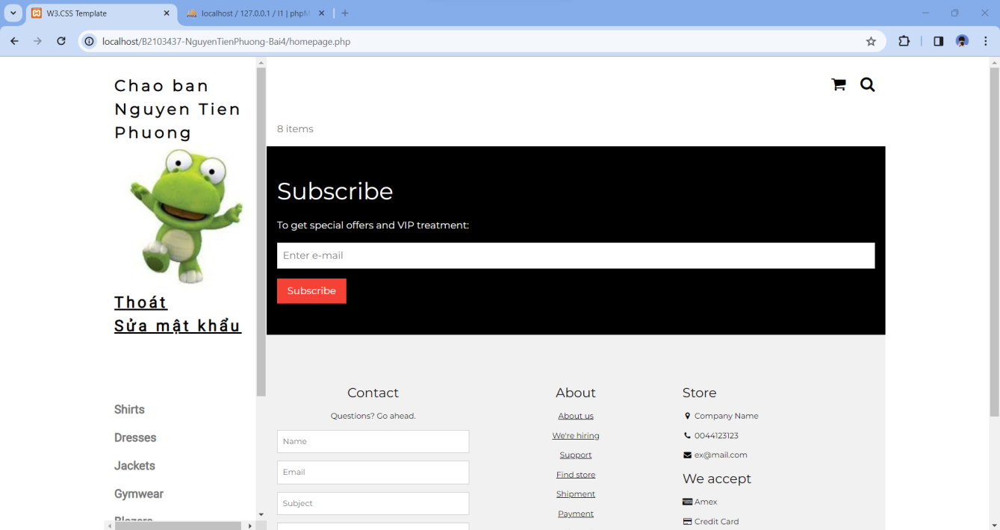 W3.CSS Template
localhost / 127.0.0.1 / l1 | phpM
localhost/B2103437-NguyenTienPhuong-Bai4/homepage.php
Chao ban
Nguyen Tien
Phuong
Thoát
Sửa mật khẩu
Shirts
Dresses
Jackets
Gymwear
Blazers
8 items
Subscribe
To get special offers and VIP treatment:
Enter e-mail
Subscribe
Contact
Questions? Go ahead.
Name
Email
Subject
About
About us
We're hiring
Support
Find store
Shipment
Payment
Store
Company Name
0044123123
ex@mail.com
We accept
Amex
Credit Card